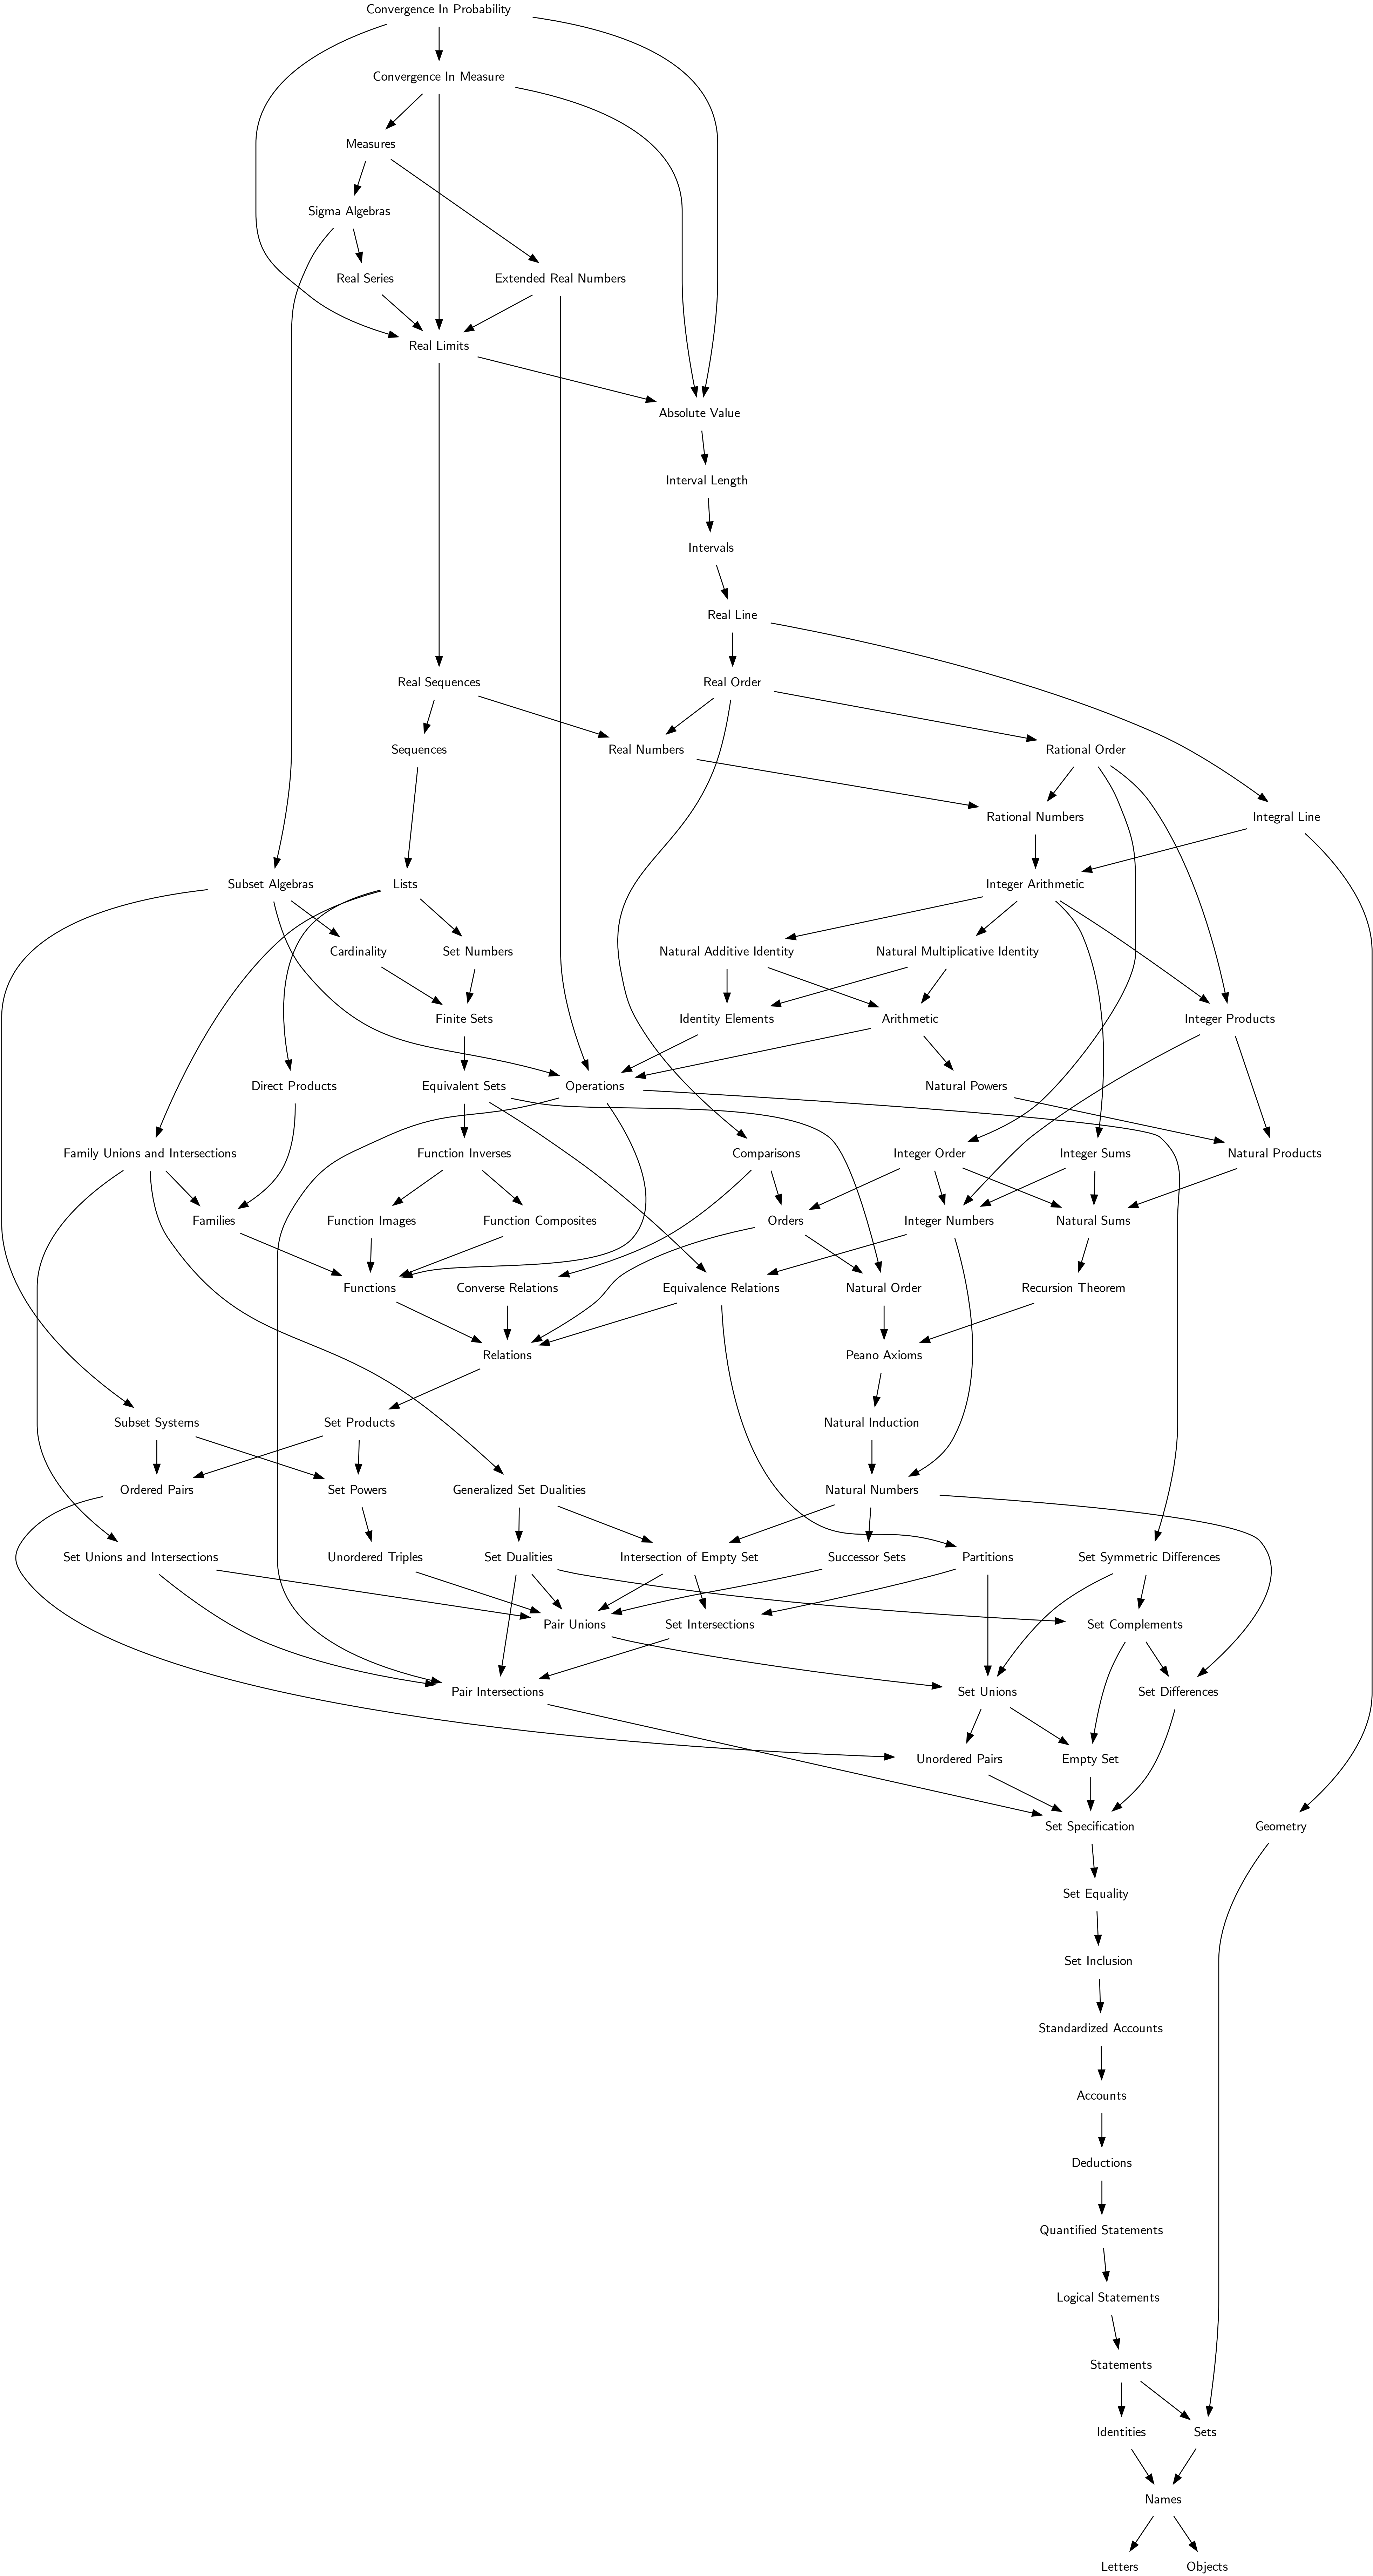 Convergence In Probability
Convergence In Measure
Measures
Sigma Algebras
Real Series
Extended Real Numbers
Real Limits
Absolute Value
Interval Length
Intervals
Real Line
Real Sequences
Real Order
Sequences
Real Numbers
Rational Order
Rational Numbers
Integral Line
Subset Algebras
Lists
Integer Arithmetic
Cardinality
Set Numbers
Natural Additive Identity
Natural Multiplicative Identity
Finite Sets
Identity Elements
Arithmetic
Integer Products
Direct Products
Equivalent Sets
Operations
Natural Powers
Family Unions and Intersections
Function Inverses
Comparisons
Integer Order
Integer Sums
Natural Products
Families
Function Images
Function Composites
Orders
Integer Numbers
Natural Sums
Functions
Converse Relations
Equivalence Relations
Natural Order
Recursion Theorem
Relations
Peano Axioms
Subset Systems
Set Products
Natural Induction
Ordered Pairs
Set Powers
Generalized Set Dualities
Natural Numbers
Set Unions and Intersections
Unordered Triples
Set Dualities
Intersection of Empty Set
Successor Sets
Partitions
Set Symmetric Differences
Pair Unions
Set Intersections
Set Complements
Pair Intersections
Set Unions
Set Differences
Unordered Pairs
Empty Set
Set Specification
Geometry
Set Equality
Set Inclusion
Standardized Accounts
Accounts
Deductions
Quantified Statements
Logical Statements
Statements
Identities
Sets
Names
Letters
Objects